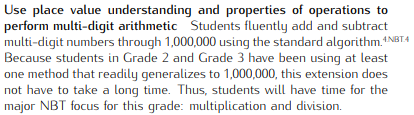 Use place value understanding and properties of operations to
perform multi-digit arithmetic Students fluently add and subtract
multi-digit numbers through 1,000,000 using the standard algorithm.4.NBT.4
Because students in Grade 2 and Grade 3 have been using at least
one method that readily generalizes to 1,000,000, this extension does
not have to take a long time. Thus, students will have time for the
major NBT focus for this grade: multiplication and division.